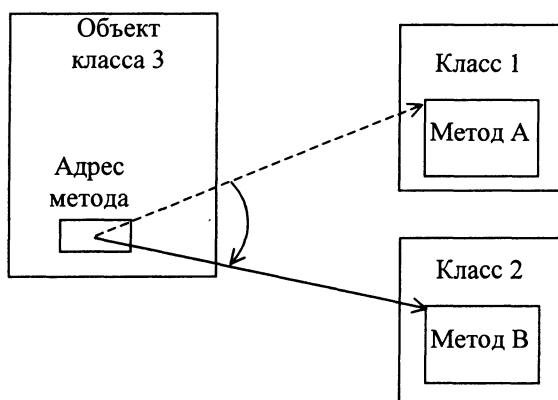 Объект
класса 3
Адрес
метода
Класс 1
Метод А
Класс 2
Метод В